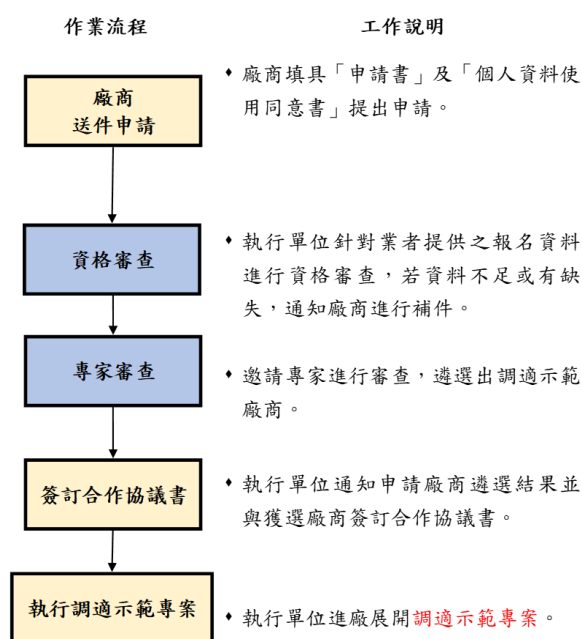 作業流程
工作說明
廠商
送件申請
♦ 廠商填具「申請書」及「個人資料使
用同意書」提出申請。
資格審查
♦ 執行單位針對業者提供之報名資料
進行資格審查，若資料不足或有缺
失，通知廠商進行補件。
專家審查
♦ 邀請專家進行審查，遴選出調適示範
廠商。
簽訂合作協議書
♦ 執行單位通知申請廠商遴選結果並
與獲選廠商簽訂合作協議書。
執行調適示範專案
♦ 執行單位進廠展開調適示範專案。